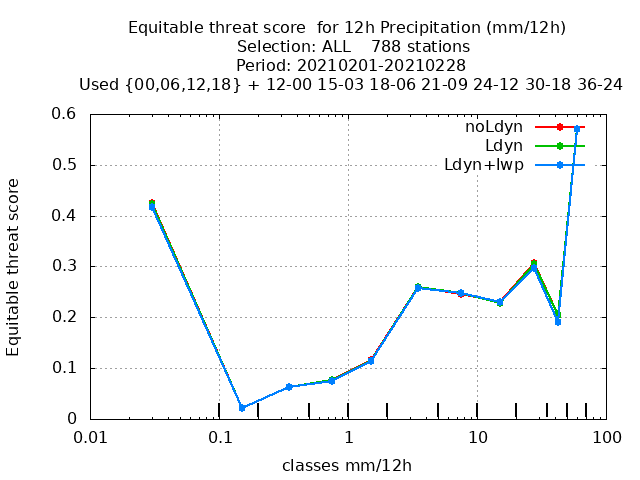 Equitable threat score  for 12h Precipitation (mm/12h)
Selection: ALL    788 stations
Period: 20210201-20210228
Used {00,06,12,18} + 12-00 15-03 18-06 21-09 24-12 30-18 36-24
noLdyn
Ldyn
Ldyn+lwp
Equitable threat score
0.6
0.5
0.4
0.3
0.2
0.1
0
0.01 0.1 1 10 100
classes mm/12h